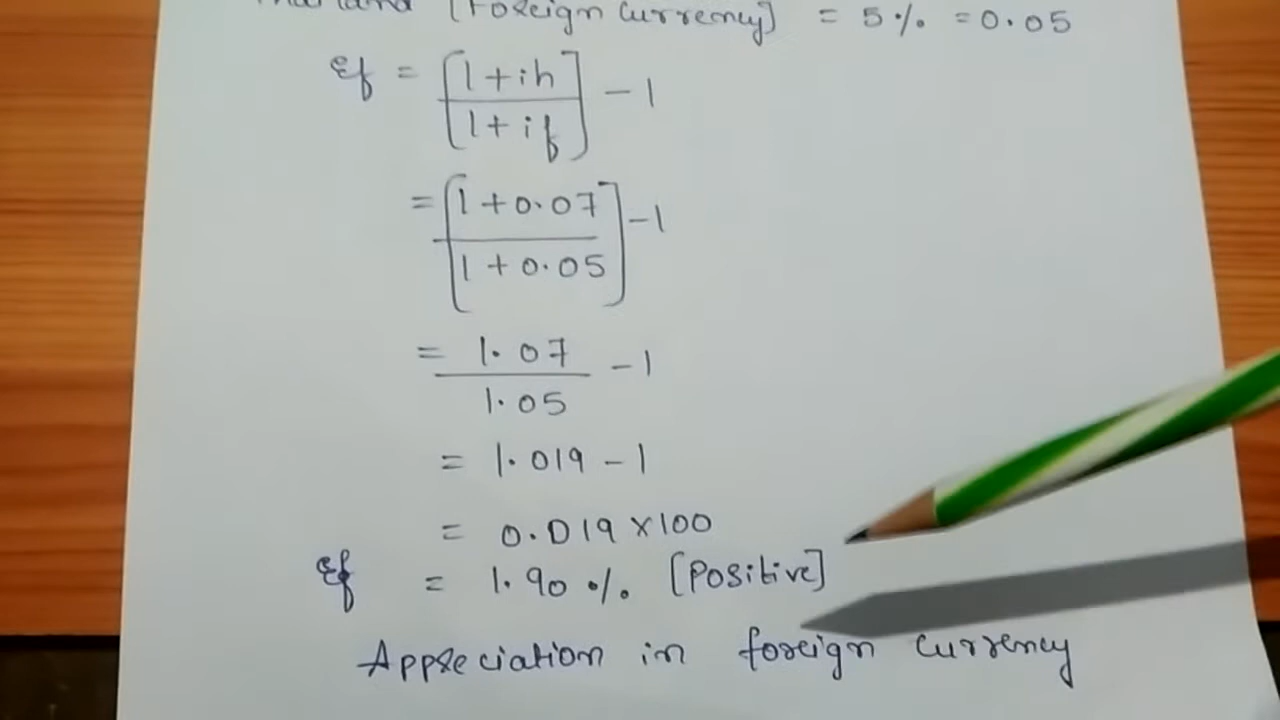 [Foreign Currency] = 5% = 0.05
Ef = [1+ih / 1+if] - 1
= [1+0.07 / 1+0.05] - 1
= 1.07 / 1.05 - 1
= 1.019 - 1
= 0.019 x 100
Ef = 1.90 % [Positive]
Appreciation in foreign currency